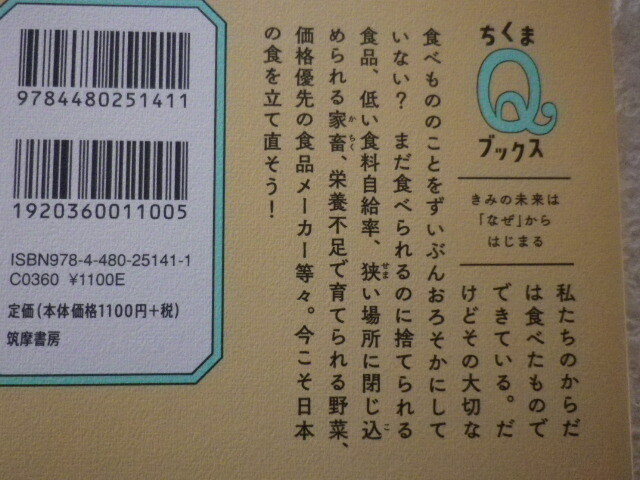 ちくま
Q
ブックス
きみの未来は
「なぜ」から
はじまる
私たちのからだ
は食べたもので
できている。だ
けどその大切な
食べもののことをずいぶんおろそかにして
いない？ まだ食べられるのに捨てられる
食品、低い食料自給率、狭い場所に閉じ込
められる家畜、栄養不足で育てられる野菜、
価格優先の食品メーカー等々。今こそ日本
の食を立て直そう！
せま
こ
か ちく
9784480251411
1920360011005
ISBN978-4-480-25141-1
C0360 ¥1100E
定価(本体価格1100円+税)
筑摩書房